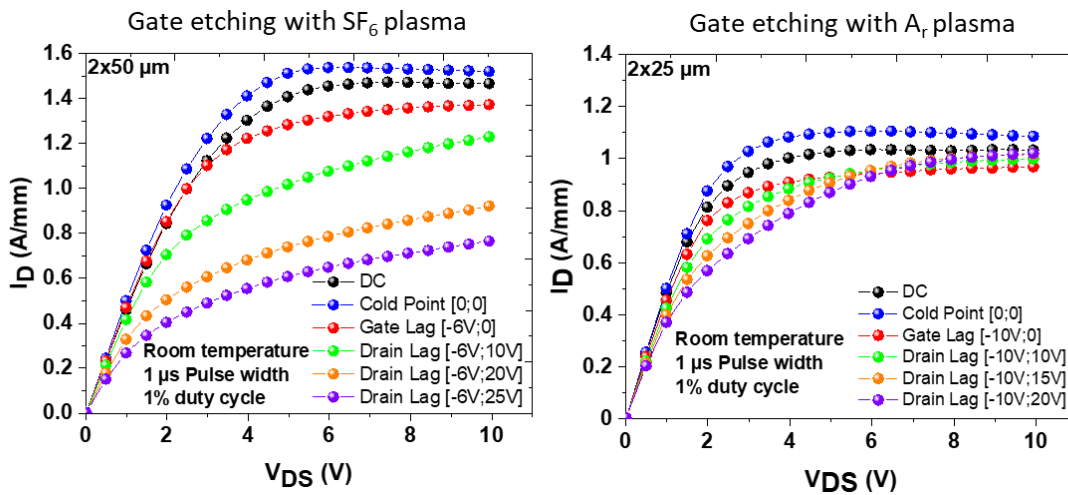 Gate etching with SF6 plasma
1.6
1.4
1.2
1.0
0.8
0.6
0.4
0.2
0.0
ID (A/mm)
2x50 µm
DC
Cold Point [0;0]
Gate Lag [-6V;0]
Drain Lag [-6V;10V]
Drain Lag [-6V;20V]
Drain Lag [-6V;25V]
Room temperature
1 µs Pulse width
1% duty cycle
0 2 4 6 8 10
VDS (V)
Gate etching with Ar plasma
1.4
1.2
1.0
0.8
0.6
0.4
0.2
0.0
ID (A/mm)
2x25 µm
DC
Cold Point [0;0]
Gate Lag [-10V;0]
Drain Lag [-10V;10V]
Drain Lag [-10V;15V]
Drain Lag [-10V;20V]
Room temperature
1 µs Pulse width
1% duty cycle
0 2 4 6 8 10
VDS (V)